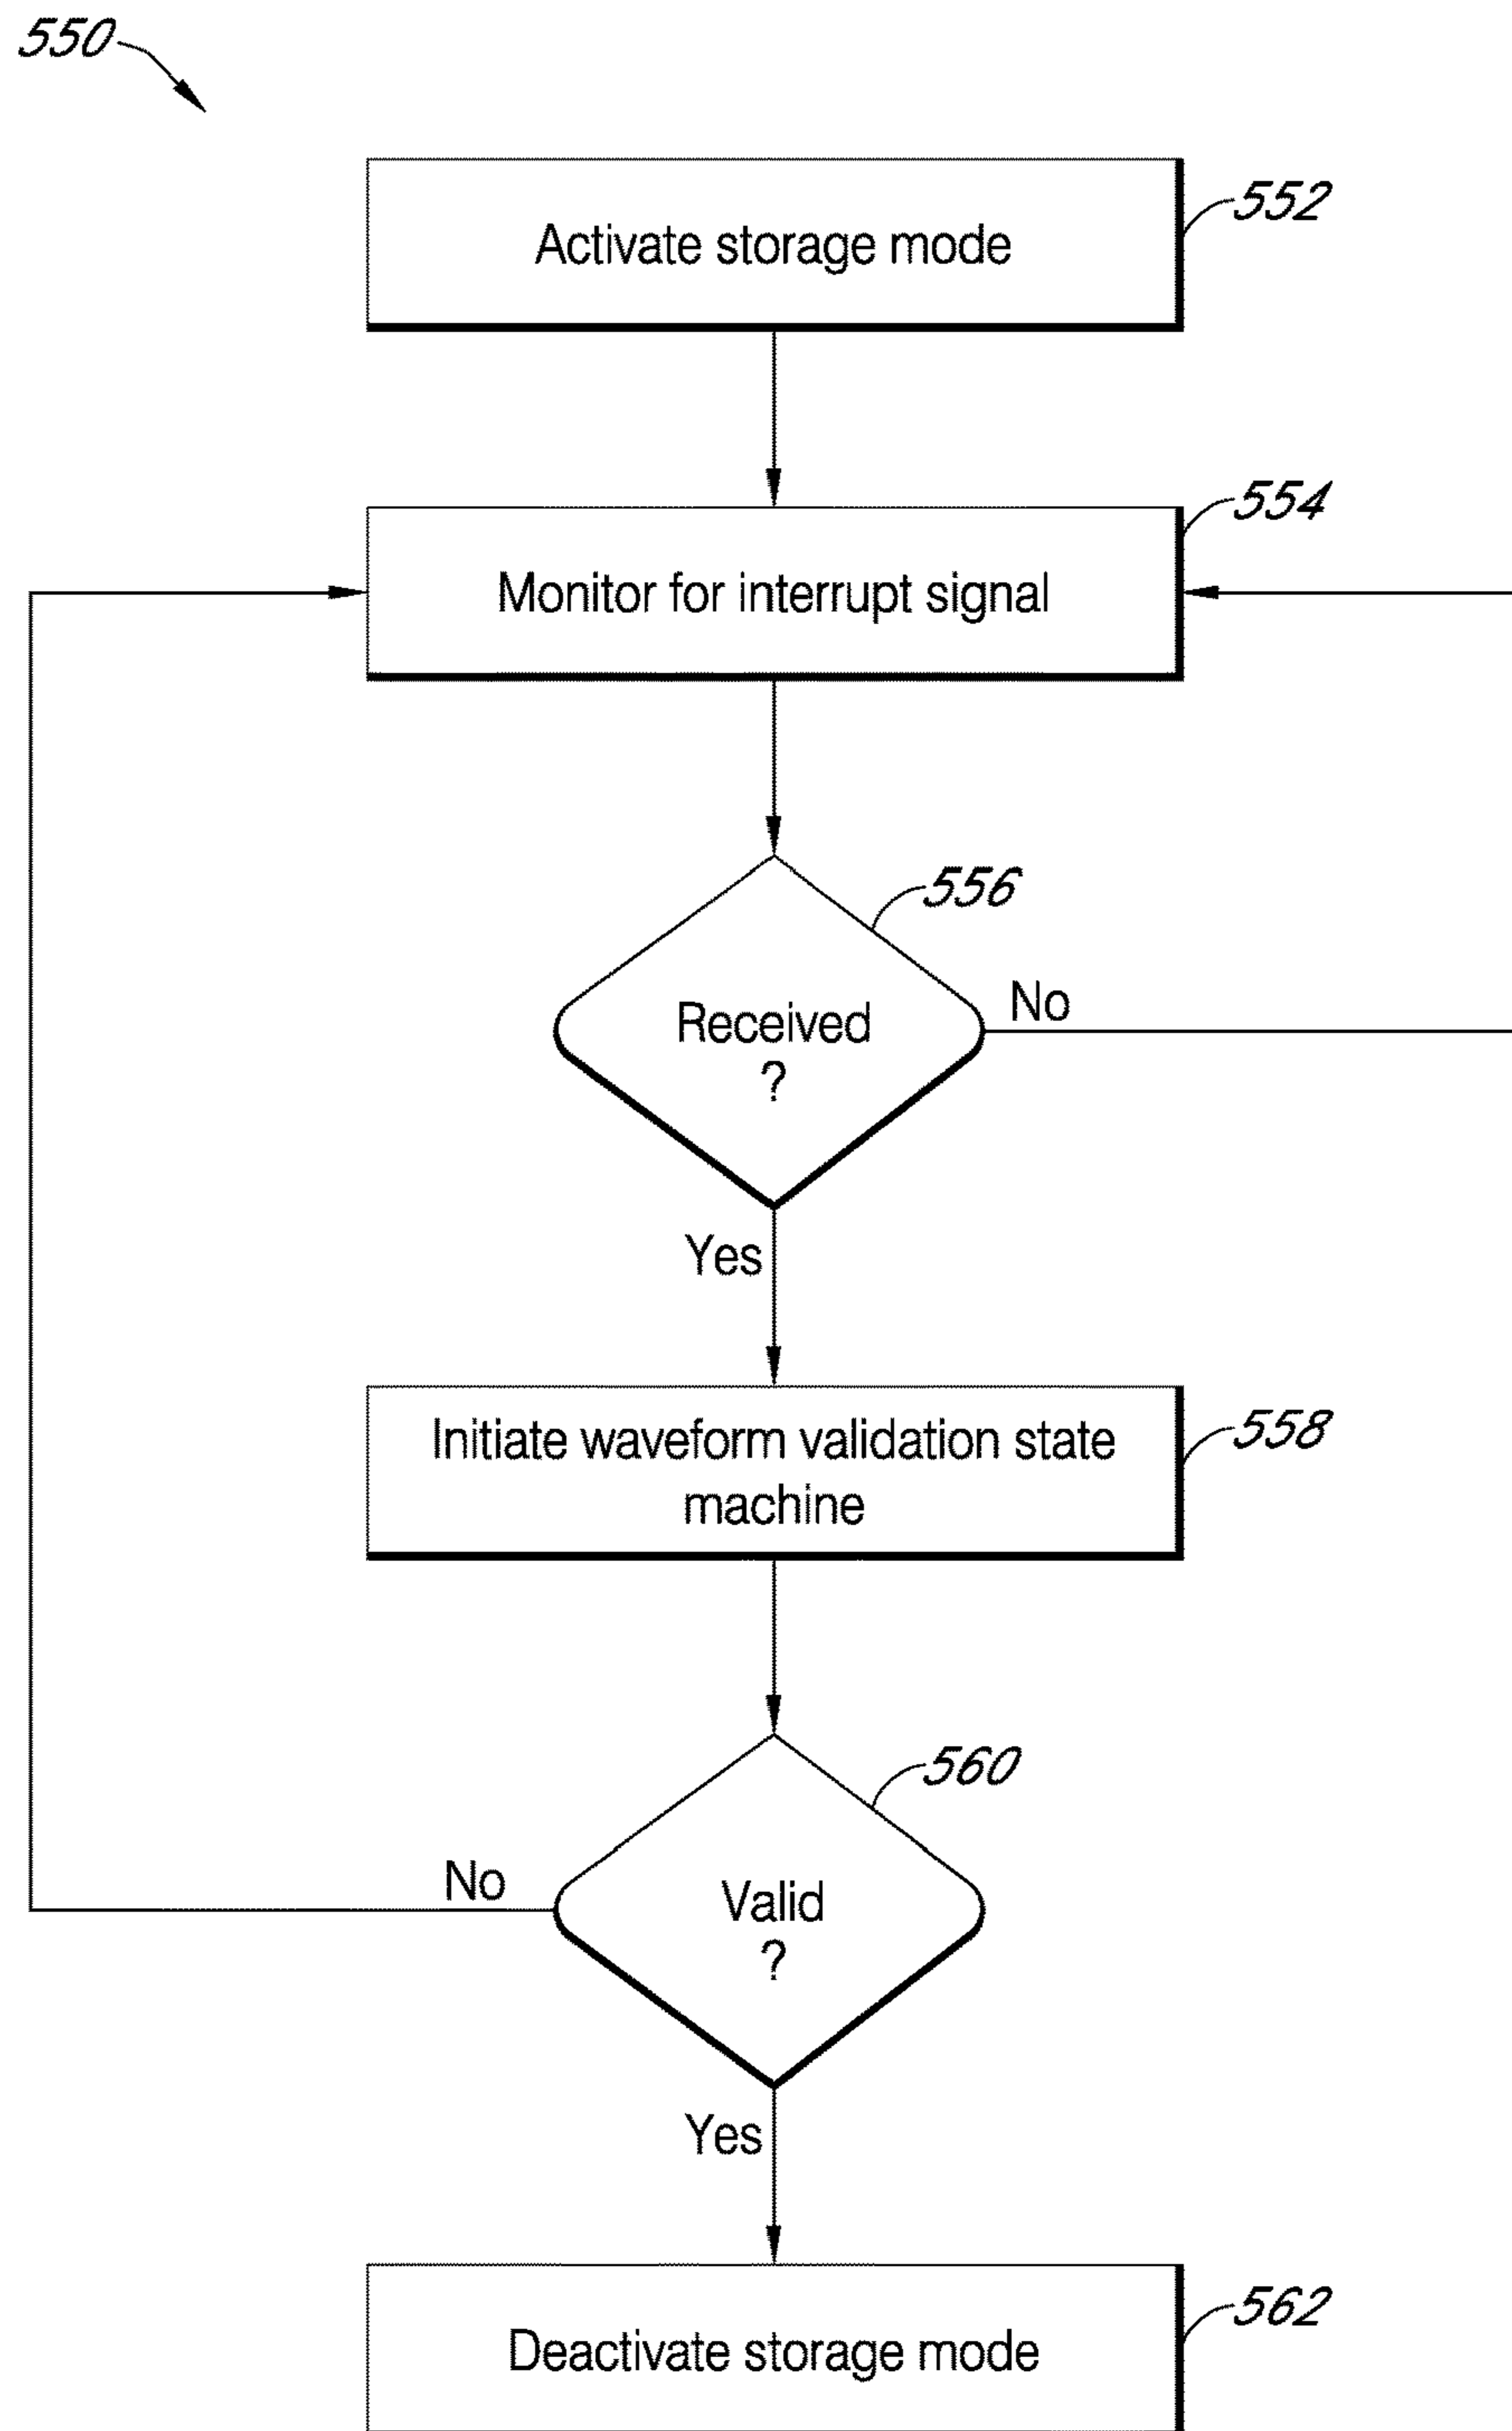 550
Activate storage mode
552
Monitor for interrupt signal
554
556
Received
?
No
Yes
Initiate waveform validation state
machine
558
560
Valid
?
No
Yes
Deactivate storage mode
562